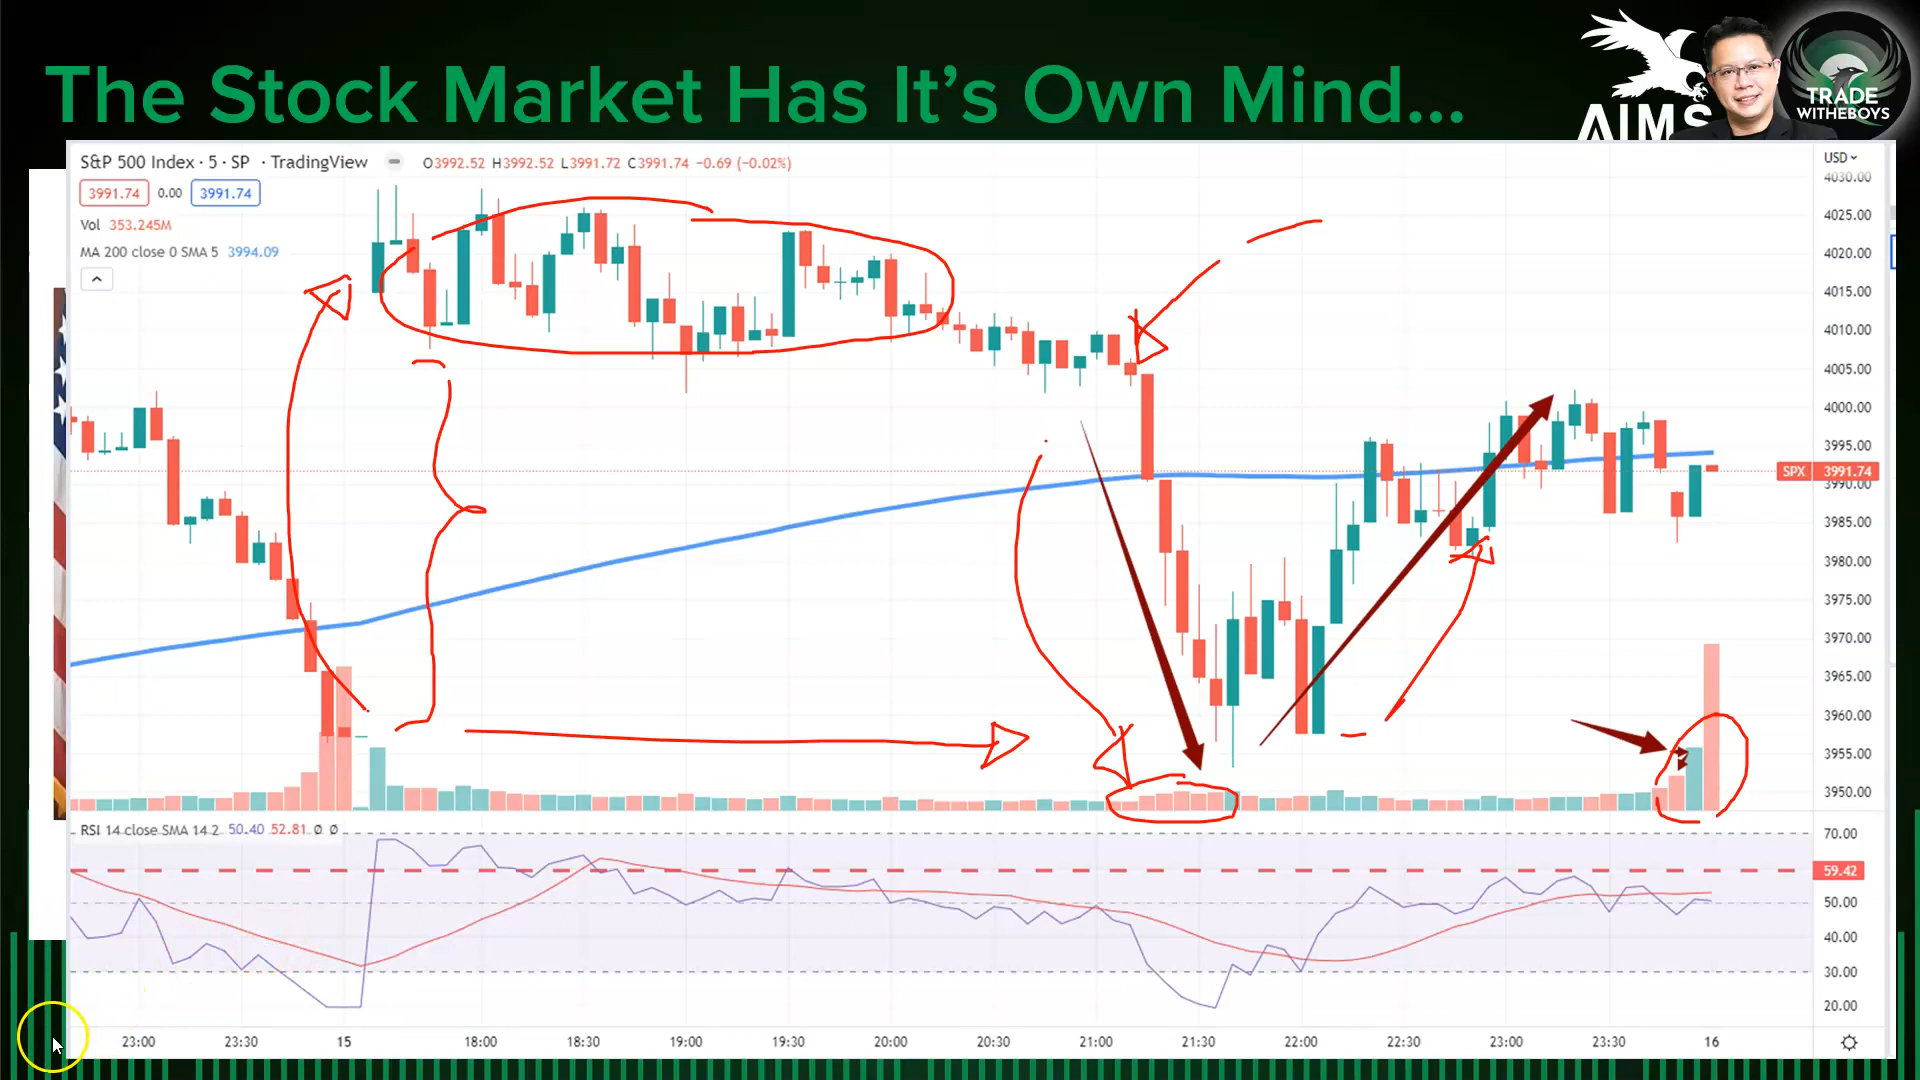 The Stock Market Has It’s Own Mind...
AIMS
TRADE
WITHEBOYS
S&P 500 Index · 5 · SP · TradingView
O3992.52 H3992.52 L3991.72 C3991.74 −0.69 (−0.02%)
3991.74 0.00 3991.74
Vol 353.245M
MA 200 close 0 SMA 5 3994.09
USD
4030.00
4025.00
4020.00
4015.00
4010.00
4005.00
4000.00
3995.00
SPX 3991.74
3990.00
3985.00
3980.00
3975.00
3970.00
3965.00
3960.00
3955.00
3950.00
RSI 14 close SMA 14 2 50.40 52.81 Ø Ø
70.00
59.42
50.00
40.00
30.00
20.00
23:00 23:30 15 18:00 18:30 19:00 19:30 20:00 20:30 21:00 21:30 22:00 22:30 23:00 23:30 16